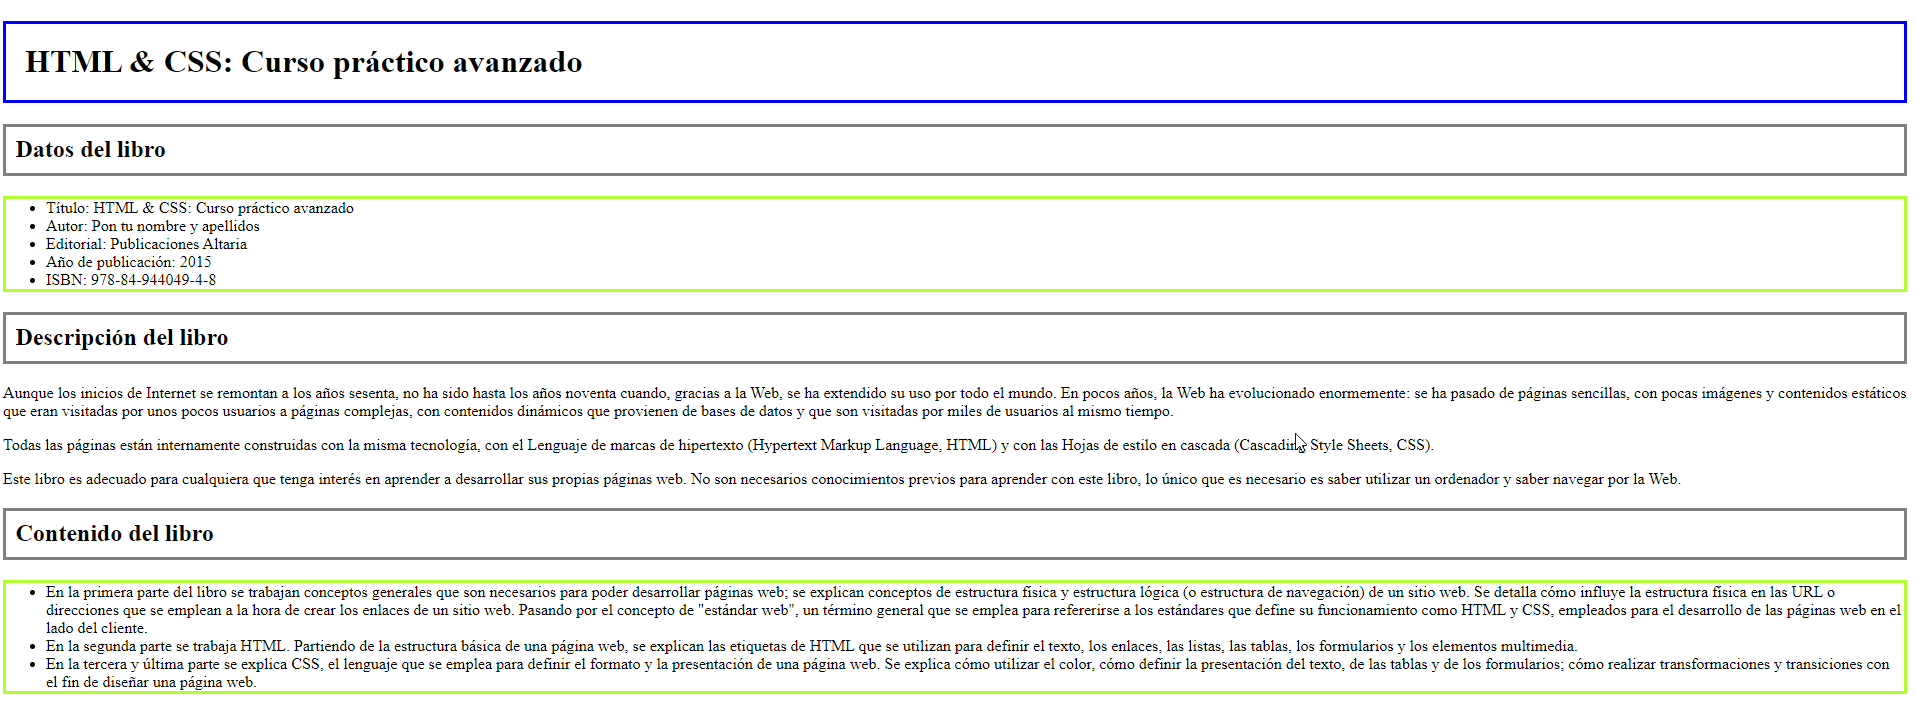 HTML & CSS: Curso práctico avanzado
Datos del libro
Título: HTML & CSS: Curso práctico avanzado
Autor: Pon tu nombre y apellidos
Editorial: Publicaciones Altaria
Año de publicación: 2015
ISBN: 978-84-944049-4-8
Descripción del libro
Aunque los inicios de Internet se remontan a los años sesenta, no ha sido hasta los años noventa cuando, gracias a la Web, se ha extendido su uso por todo el mundo. En pocos años, la Web ha evolucionado enormemente: se ha pasado de páginas sencillas, con pocas imágenes y contenidos estáticos
que eran visitadas por unos pocos usuarios a páginas complejas, con contenidos dinámicos que provienen de bases de datos y que son visitadas por miles de usuarios al mismo tiempo.
Todas las páginas están internamente construidas con la misma tecnología, con el Lenguaje de marcas de hipertexto (Hypertext Markup Language, HTML) y con las Hojas de estilo en cascada (Cascading Style Sheets, CSS).
Este libro es adecuado para cualquiera que tenga interés en aprender a desarrollar sus propias páginas web. No son necesarios conocimientos previos para aprender con este libro, lo único que es necesario es saber utilizar un ordenador y saber navegar por la Web.
Contenido del libro
En la primera parte del libro se trabajan conceptos generales que son necesarios para poder desarrollar páginas web; se explican conceptos de estructura física y estructura lógica (o estructura de navegación) de un sitio web. Se detalla cómo influye la estructura física en las URL o
direcciones que se emplean a la hora de crear los enlaces de un sitio web. Pasando por el concepto de "estándar web", un término general que se emplea para refererirse a los estándares que define su funcionamiento como HTML y CSS, empleados para el desarrollo de las páginas web en el
lado del cliente.
En la segunda parte se trabaja HTML. Partiendo de la estructura básica de una página web, se explican las etiquetas de HTML que se utilizan para definir el texto, los enlaces, las listas, las tablas, los formularios y los elementos multimedia.
En la tercera y última parte se explica CSS, el lenguaje que se emplea para definir el formato y la presentación de una página web. Se explica cómo utilizar el color, cómo definir la presentación del texto, de las tablas y de los formularios; cómo realizar transformaciones y transiciones con
el fin de diseñar una página web.